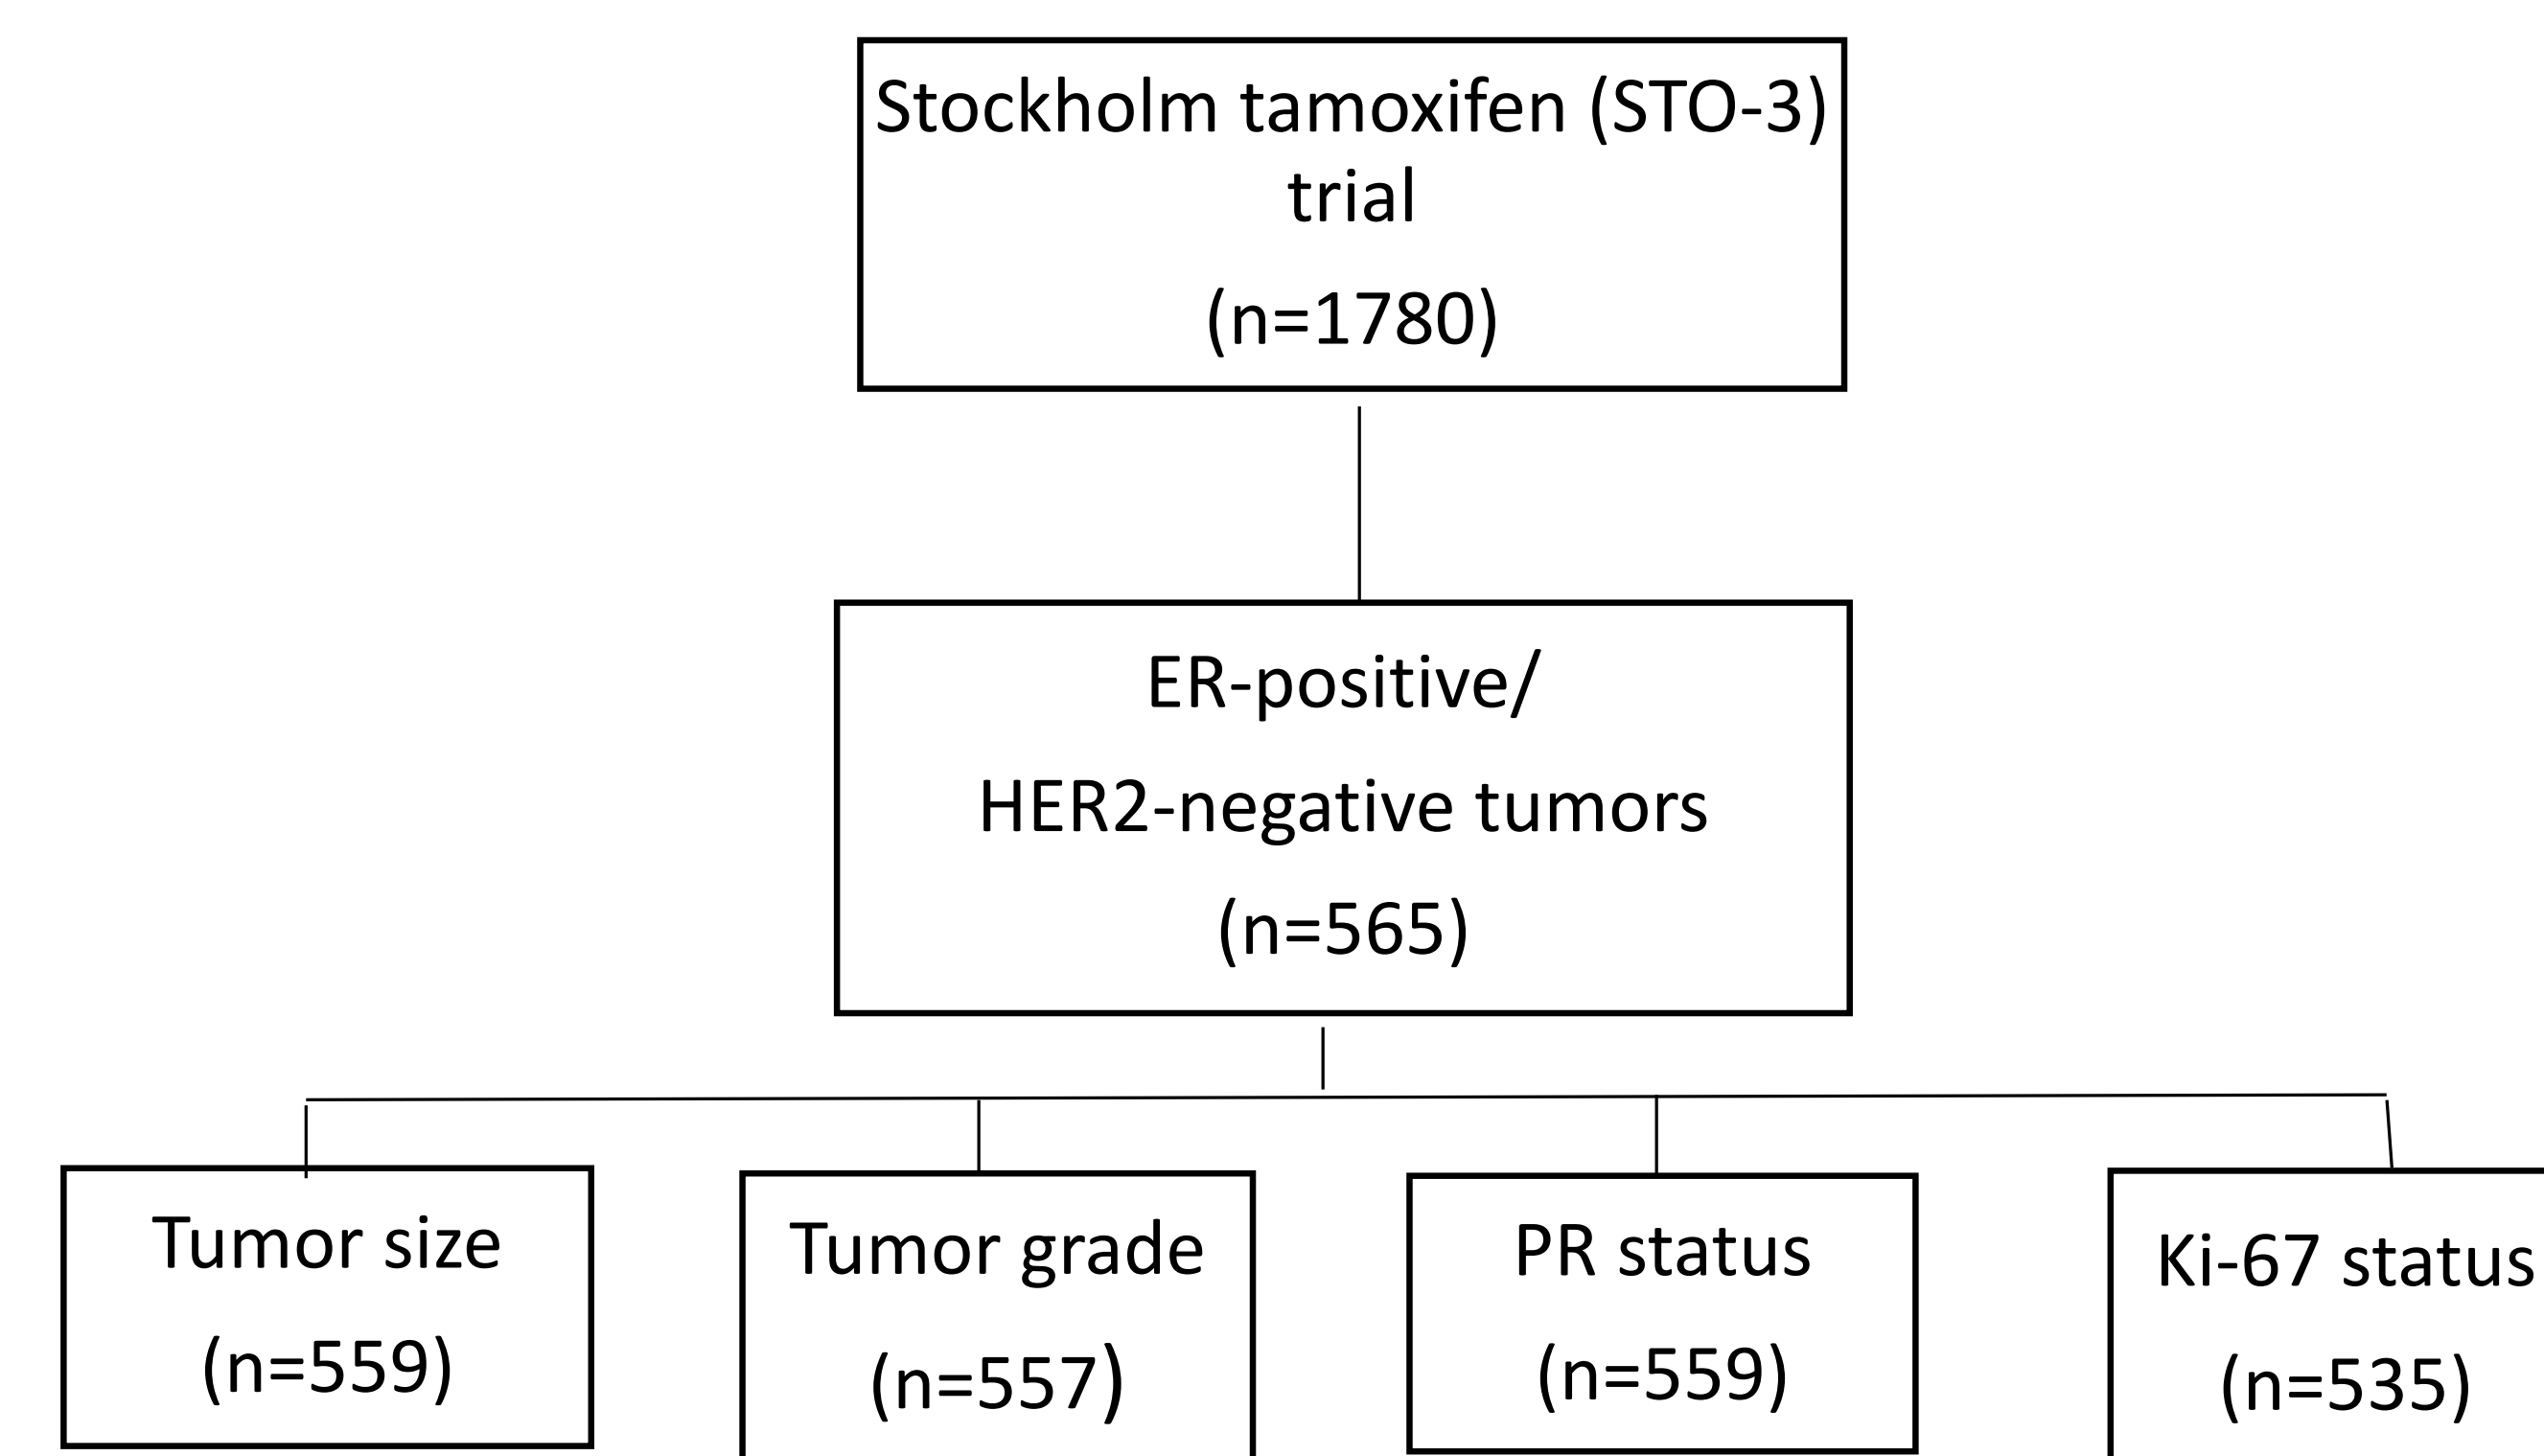 Stockholm tamoxifen (STO-3)
trial
(n=1780)
ER-positive/
HER2-negative tumors
(n=565)
Tumor size
(n=559)
Tumor grade
(n=557)
PR status
(n=559)
Ki-67 status
(n=535)